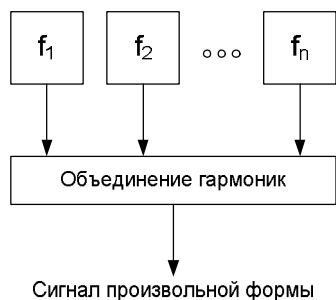 f1 f2 ○○○ fn
Объединение гармоник
Сигнал произвольной формы